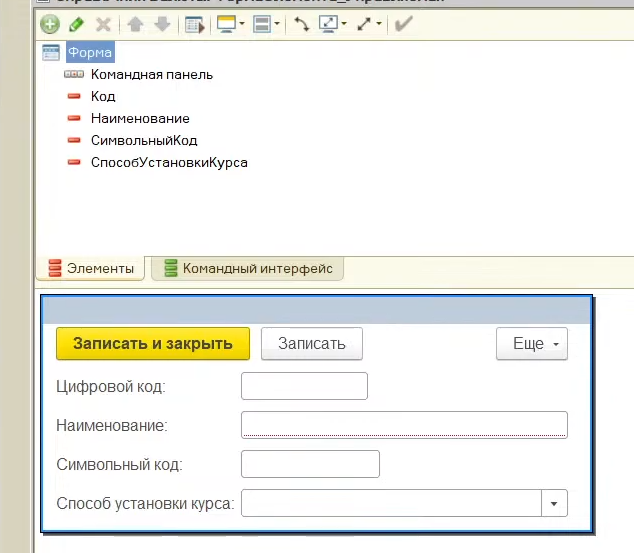 Форма
Командная панель
Код
Наименование
СимвольныйКод
СпособУстановкиКурса
Элементы
Командный интерфейс
Записать и закрыть
Записать
Еще
Цифровой код:
Наименование:
Символьный код:
Способ установки курса: